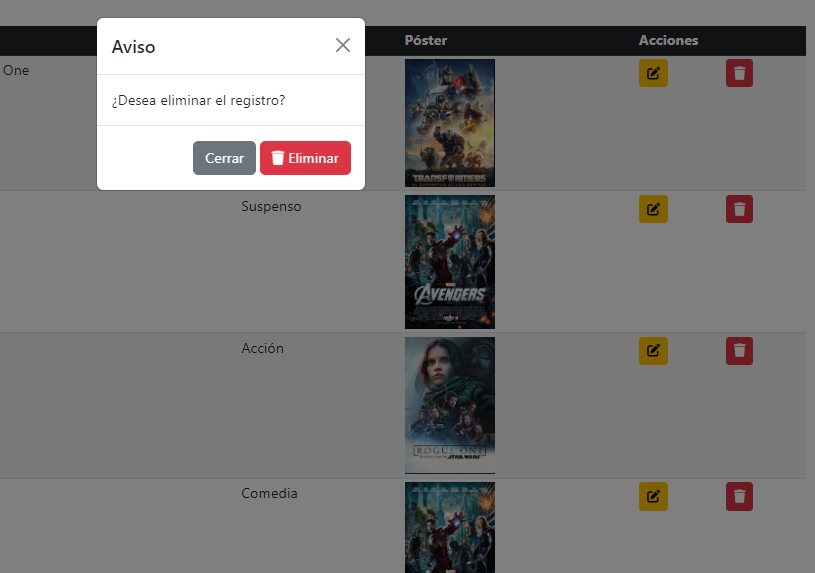 Aviso
¿Desea eliminar el registro?
Cerrar
Eliminar
Póster
Acciones
One
TRANSFORMERS
Suspenso
MARVEL
AVENGERS
Acción
ROGUE ONE
STAR WARS
Comedia